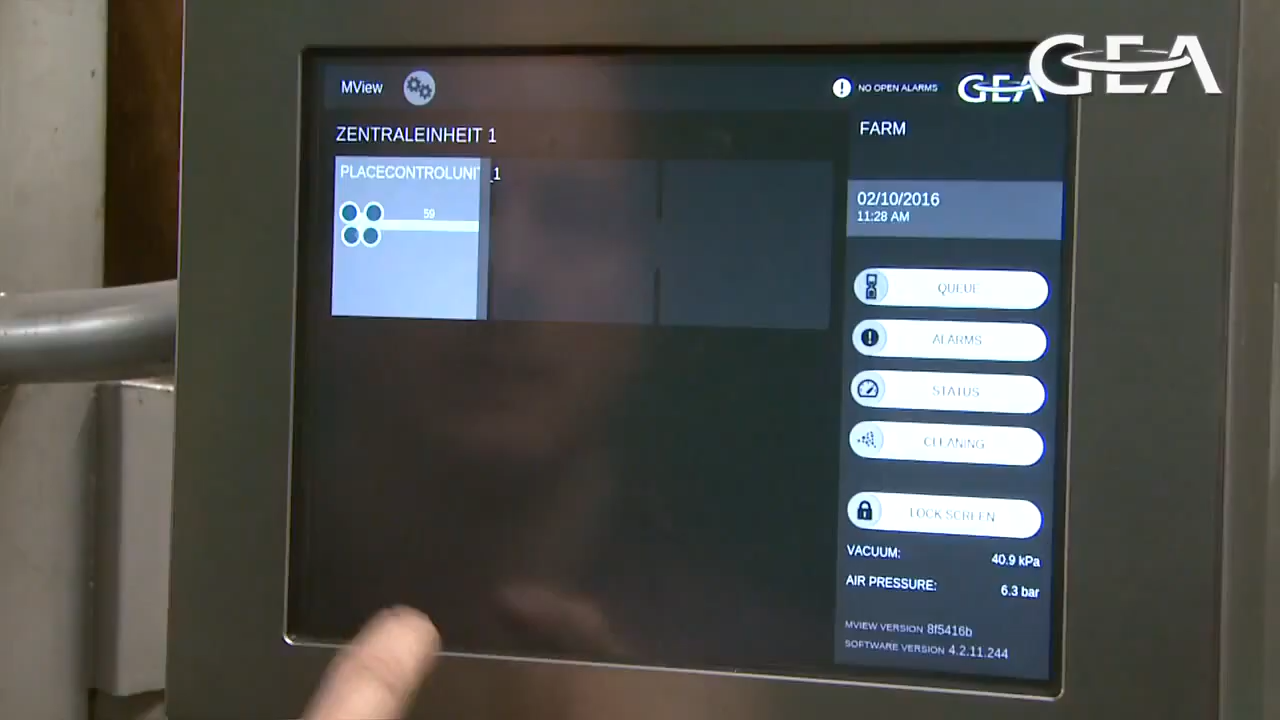 GEA
MView
NO OPEN ALARMS
GEA
ZENTRALEINHEIT 1
FARM
PLACECONTROLUNIT_1
59
02/10/2016
11:28 AM
QUEUE
ALARMS
STATUS
CLEANING
LOCK SCREEN
VACUUM: 40.9 kPa
AIR PRESSURE: 6.3 bar
MVIEW VERSION 8f5416b
SOFTWARE VERSION 4.2.11.244